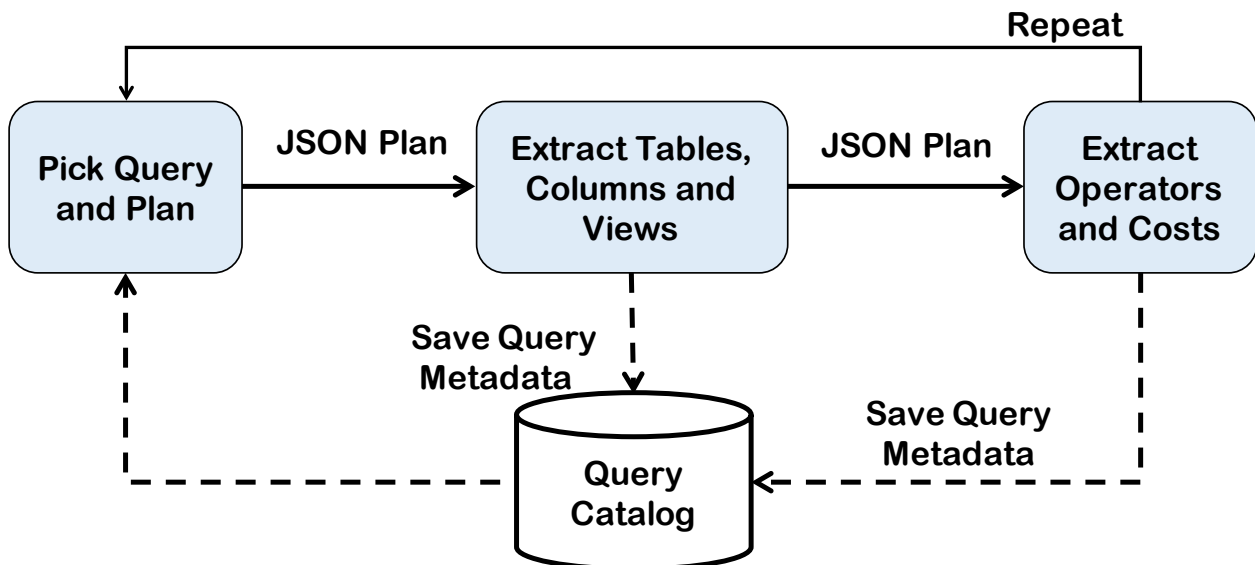 Repeat
Pick Query
and Plan
JSON Plan
Extract Tables,
Columns and
Views
JSON Plan
Extract
Operators
and Costs
Save Query
Metadata
Save Query
Metadata
Query
Catalog